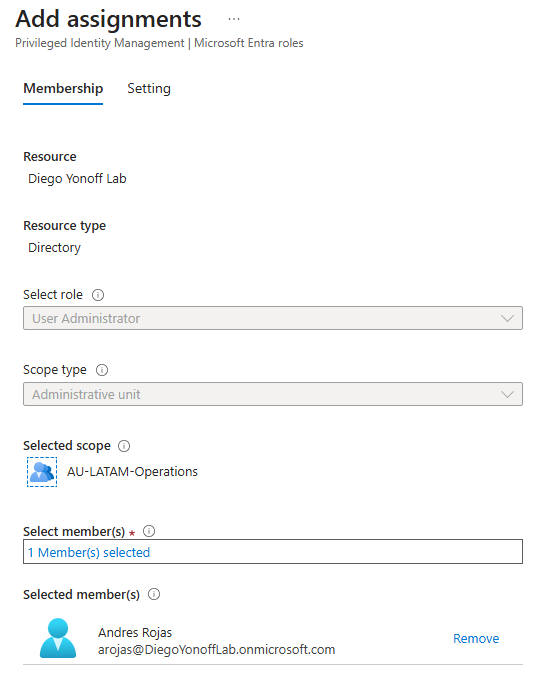 Add assignments ...
Privileged Identity Management | Microsoft Entra roles
Membership Setting
Resource
Diego Yonoff Lab
Resource type
Directory
Select role
User Administrator
Scope type
Administrative unit
Selected scope
AU-LATAM-Operations
Select member(s) *
1 Member(s) selected
Selected member(s)
Andres Rojas
arojas@DiegoYonoffLab.onmicrosoft.com
Remove